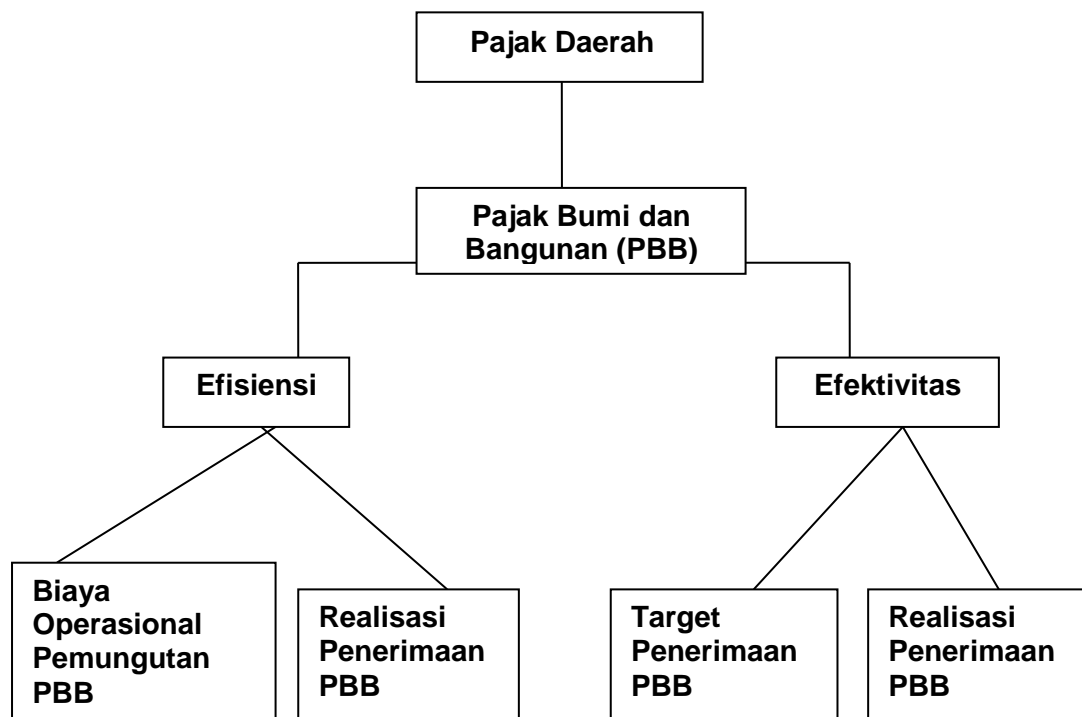 Pajak Daerah
Pajak Bumi dan
Bangunan (PBB)
Efisiensi
Efektivitas
Biaya
Operasional
Pemungutan
PBB
Realisasi
Penerimaan
PBB
Target
Penerimaan
PBB
Realisasi
Penerimaan
PBB